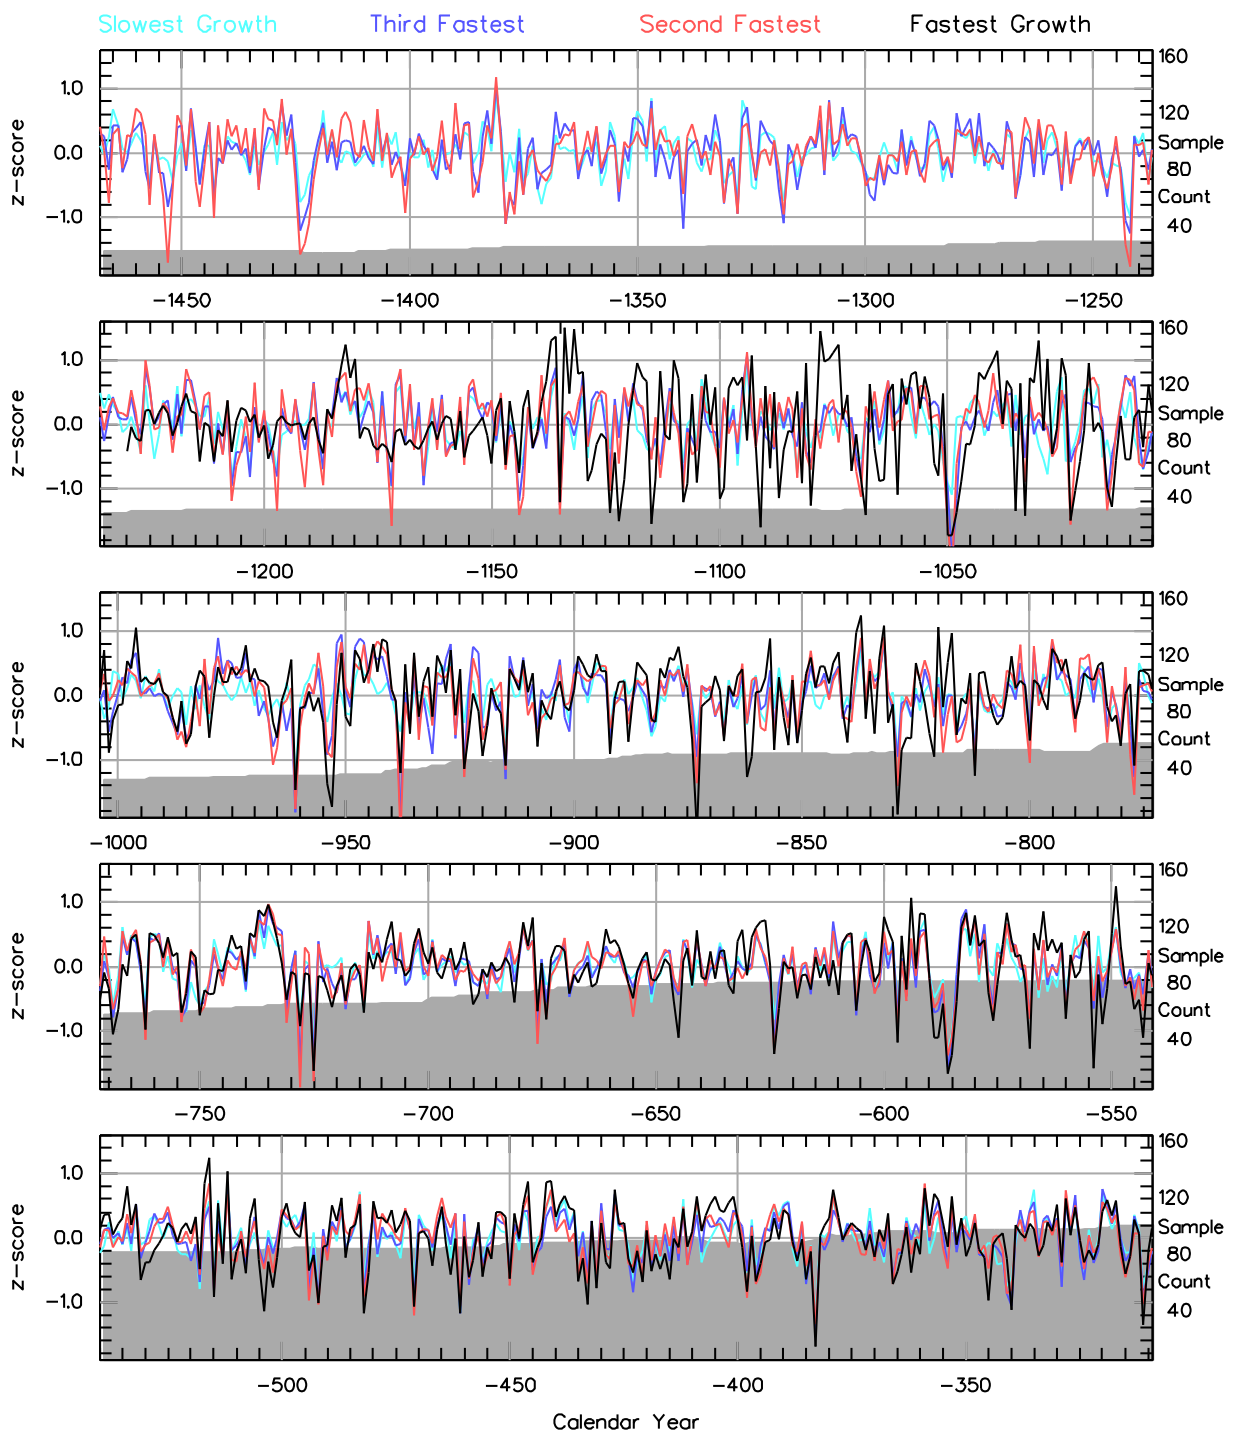 Slowest Growth Third Fastest Second Fastest Fastest Growth
z-score 1.0 0.0 −1.0 160 120 Sample 80 Count 40
−1450 −1400 −1350 −1300 −1250
z-score 1.0 0.0 −1.0 160 120 Sample 80 Count 40
−1200 −1150 −1100 −1050
z-score 1.0 0.0 −1.0 160 120 Sample 80 Count 40
−1000 −950 −900 −850 −800
z-score 1.0 0.0 −1.0 160 120 Sample 80 Count 40
−750 −700 −650 −600 −550
z-score 1.0 0.0 −1.0 160 120 Sample 80 Count 40
−500 −450 −400 −350
Calendar Year